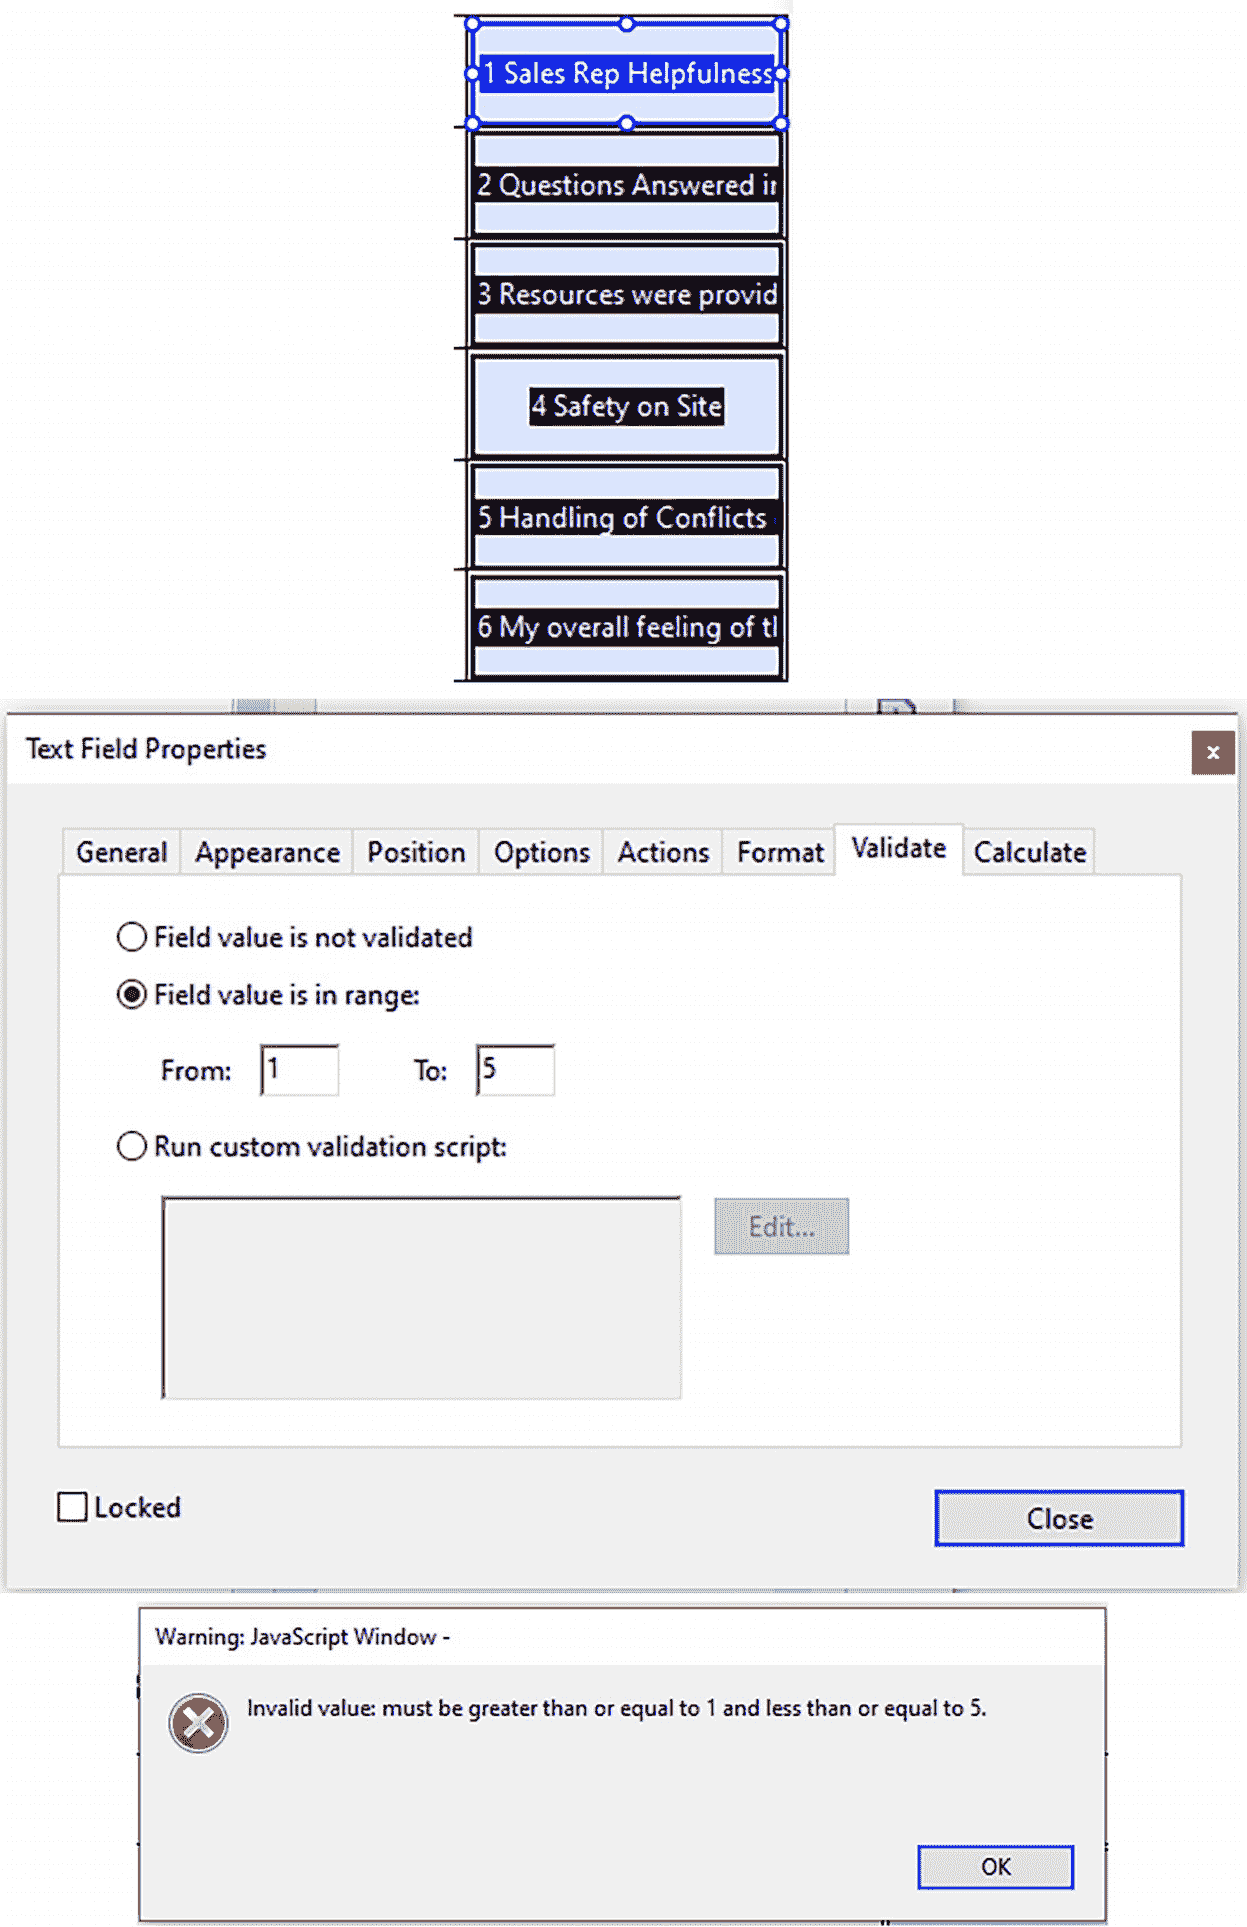 1 Sales Rep Helpfulness
2 Questions Answered in
3 Resources were provid
4 Safety on Site
5 Handling of Conflicts
6 My overall feeling of tl
Text Field Properties
x
General Appearance Position Options Actions Format Validate Calculate
Field value is not validated
Field value is in range:
From: 1 To: 5
Run custom validation script:
Edit...
Locked
Close
Warning: JavaScript Window -
Invalid value: must be greater than or equal to 1 and less than or equal to 5.
OK